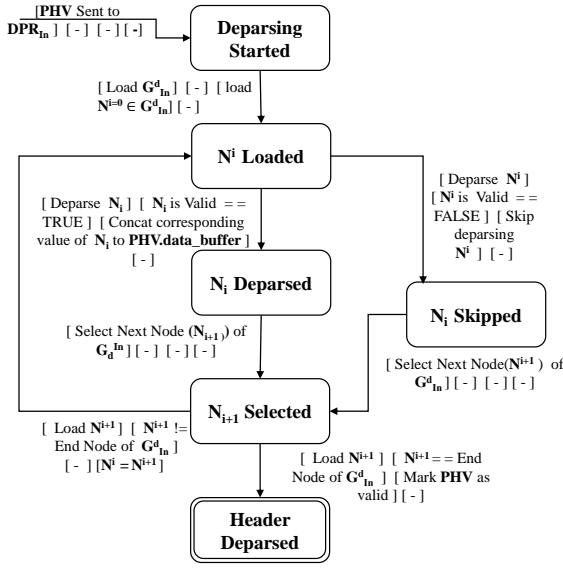 [PHV Sent to
DPR_In ] [ - ] [ - ] [ - ]
Deparsing
Started
[ Load G^d_In ] [ - ] [ load
N^i=0 ∈ G^d_In ] [ - ]
N^i Loaded
[ Deparse N_i ] [ N_i is Valid ==
TRUE ] [ Concat corresponding
value of N_i to PHV.data_buffer ]
[ - ]
[ Deparse N^i ]
[ N^i is Valid ==
FALSE ] [ Skip
deparsing
N^i ] [ - ]
N_i Deparsed
N_i Skipped
[ Select Next Node (N_i+1 ) ) of
G_d^In ] [ - ] [ - ] [ - ]
[ Select Next Node(N^i+1 ) of
G^d_In ] [ - ] [ - ] [ - ]
N_i+1 Selected
[ Load N^i+1 ] [ N^i+1 !=
End Node of G^d_In ]
[ - ] [N^i = N^i+1 ]
[ Load N^i+1 ] [ N^i+1 == End
Node of G^d_In ] [ Mark PHV as
valid ] [ - ]
Header
Deparsed